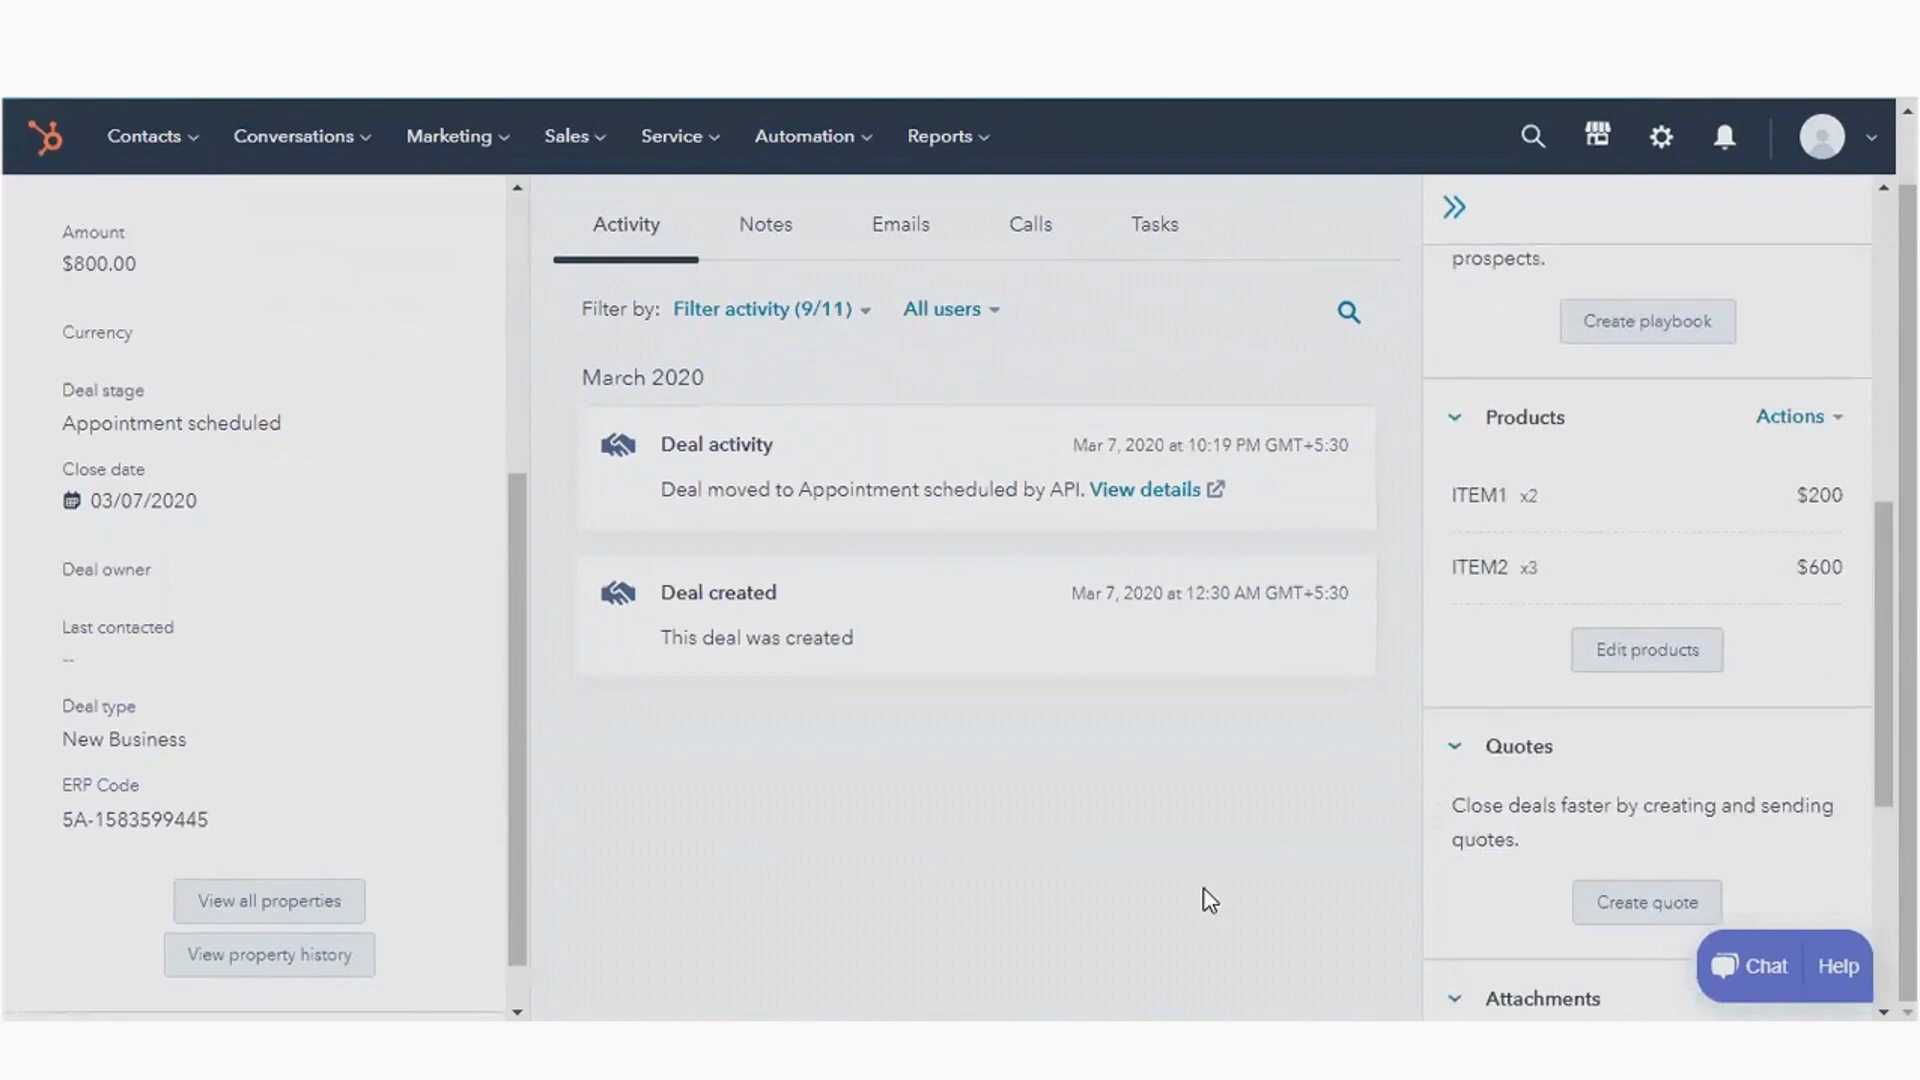 Contacts Conversations Marketing Sales Service Automation Reports
Amount
$800.00
Currency
Deal stage
Appointment scheduled
Close date
03/07/2020
Deal owner
Last contacted
--
Deal type
New Business
ERP Code
5A-1583599445
View all properties
View property history
Activity Notes Emails Calls Tasks
Filter by: Filter activity (9/11) All users
March 2020
Deal activity Mar 7, 2020 at 10:19 PM GMT+5:30
Deal moved to Appointment scheduled by API. View details
Deal created Mar 7, 2020 at 12:30 AM GMT+5:30
This deal was created
prospects.
Create playbook
Products Actions
ITEM1 x2 $200
ITEM2 x3 $600
Edit products
Quotes
Close deals faster by creating and sending
quotes.
Create quote
Chat Help
Attachments